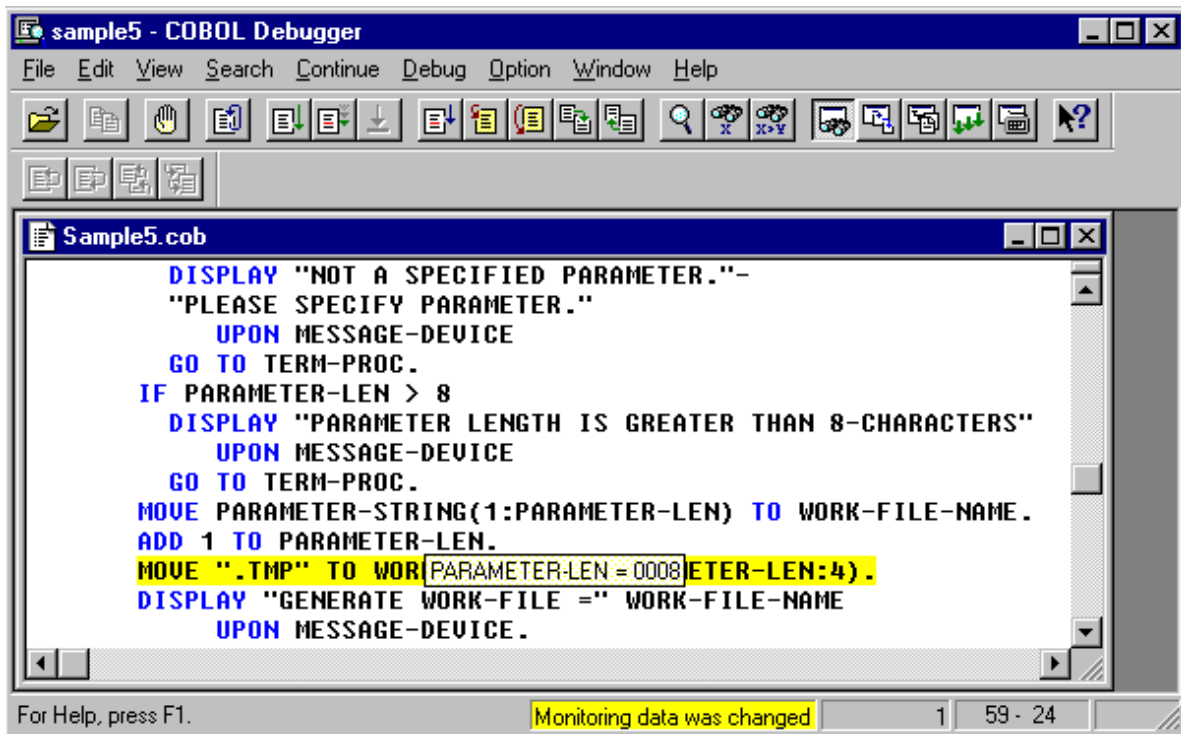 sample5 - COBOL Debugger
File Edit View Search Continue Debug Option Window Help
X X>Y
Sample5.cob
DISPLAY "NOT A SPECIFIED PARAMETER."-
"PLEASE SPECIFY PARAMETER."
UPON MESSAGE-DEVICE
GO TO TERM-PROC.
IF PARAMETER-LEN > 8
DISPLAY "PARAMETER LENGTH IS GREATER THAN 8-CHARACTERS"
UPON MESSAGE-DEVICE
GO TO TERM-PROC.
MOVE PARAMETER-STRING(1:PARAMETER-LEN) TO WORK-FILE-NAME.
ADD 1 TO PARAMETER-LEN.
MOVE ".TMP" TO WOR PARAMETER-LEN = 0008 ETER-LEN:4).
DISPLAY "GENERATE WORK-FILE =" WORK-FILE-NAME
UPON MESSAGE-DEVICE.
For Help, press F1. Monitoring data was changed 1 59 - 24